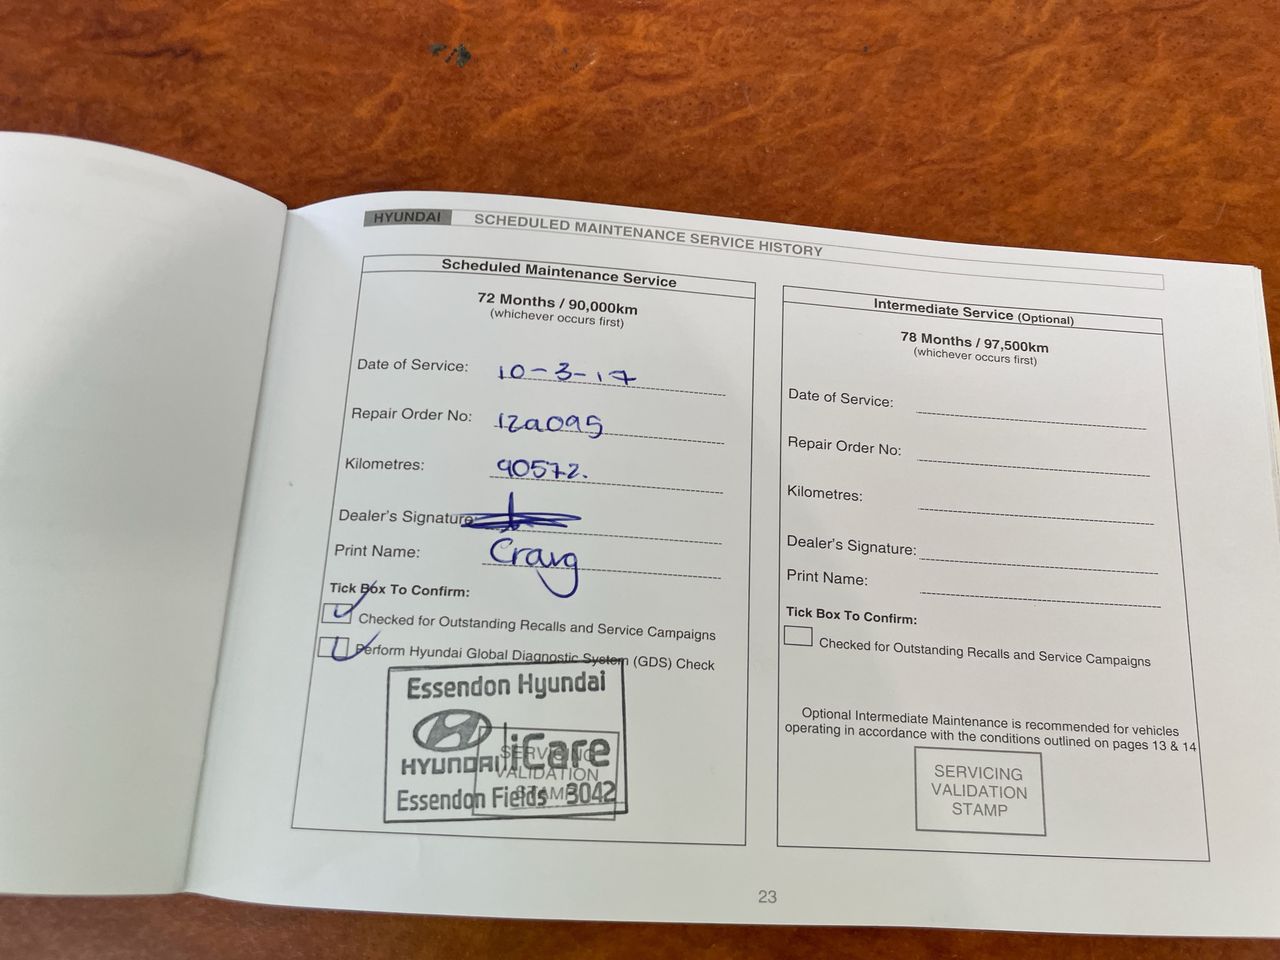 HYUNDAI SCHEDULED MAINTENANCE SERVICE HISTORY
Scheduled Maintenance Service
72 Months / 90,000km
(whichever occurs first)
Date of Service: 10-3-17
Repair Order No: 12a095
Kilometres: 90572.
Dealer's Signature:
Print Name: Craig
Tick Box To Confirm:
Checked for Outstanding Recalls and Service Campaigns
Perform Hyundai Global Diagnostic System (GDS) Check
Essendon Hyundai
HYUNDAI iCare
Essendon Fields 3042
SERVICING
VALIDATION
STAMP
Intermediate Service (Optional)
78 Months / 97,500km
(whichever occurs first)
Date of Service:
Repair Order No:
Kilometres:
Dealer's Signature:
Print Name:
Tick Box To Confirm:
Checked for Outstanding Recalls and Service Campaigns
Optional Intermediate Maintenance is recommended for vehicles
operating in accordance with the conditions outlined on pages 13 & 14
SERVICING
VALIDATION
STAMP
23